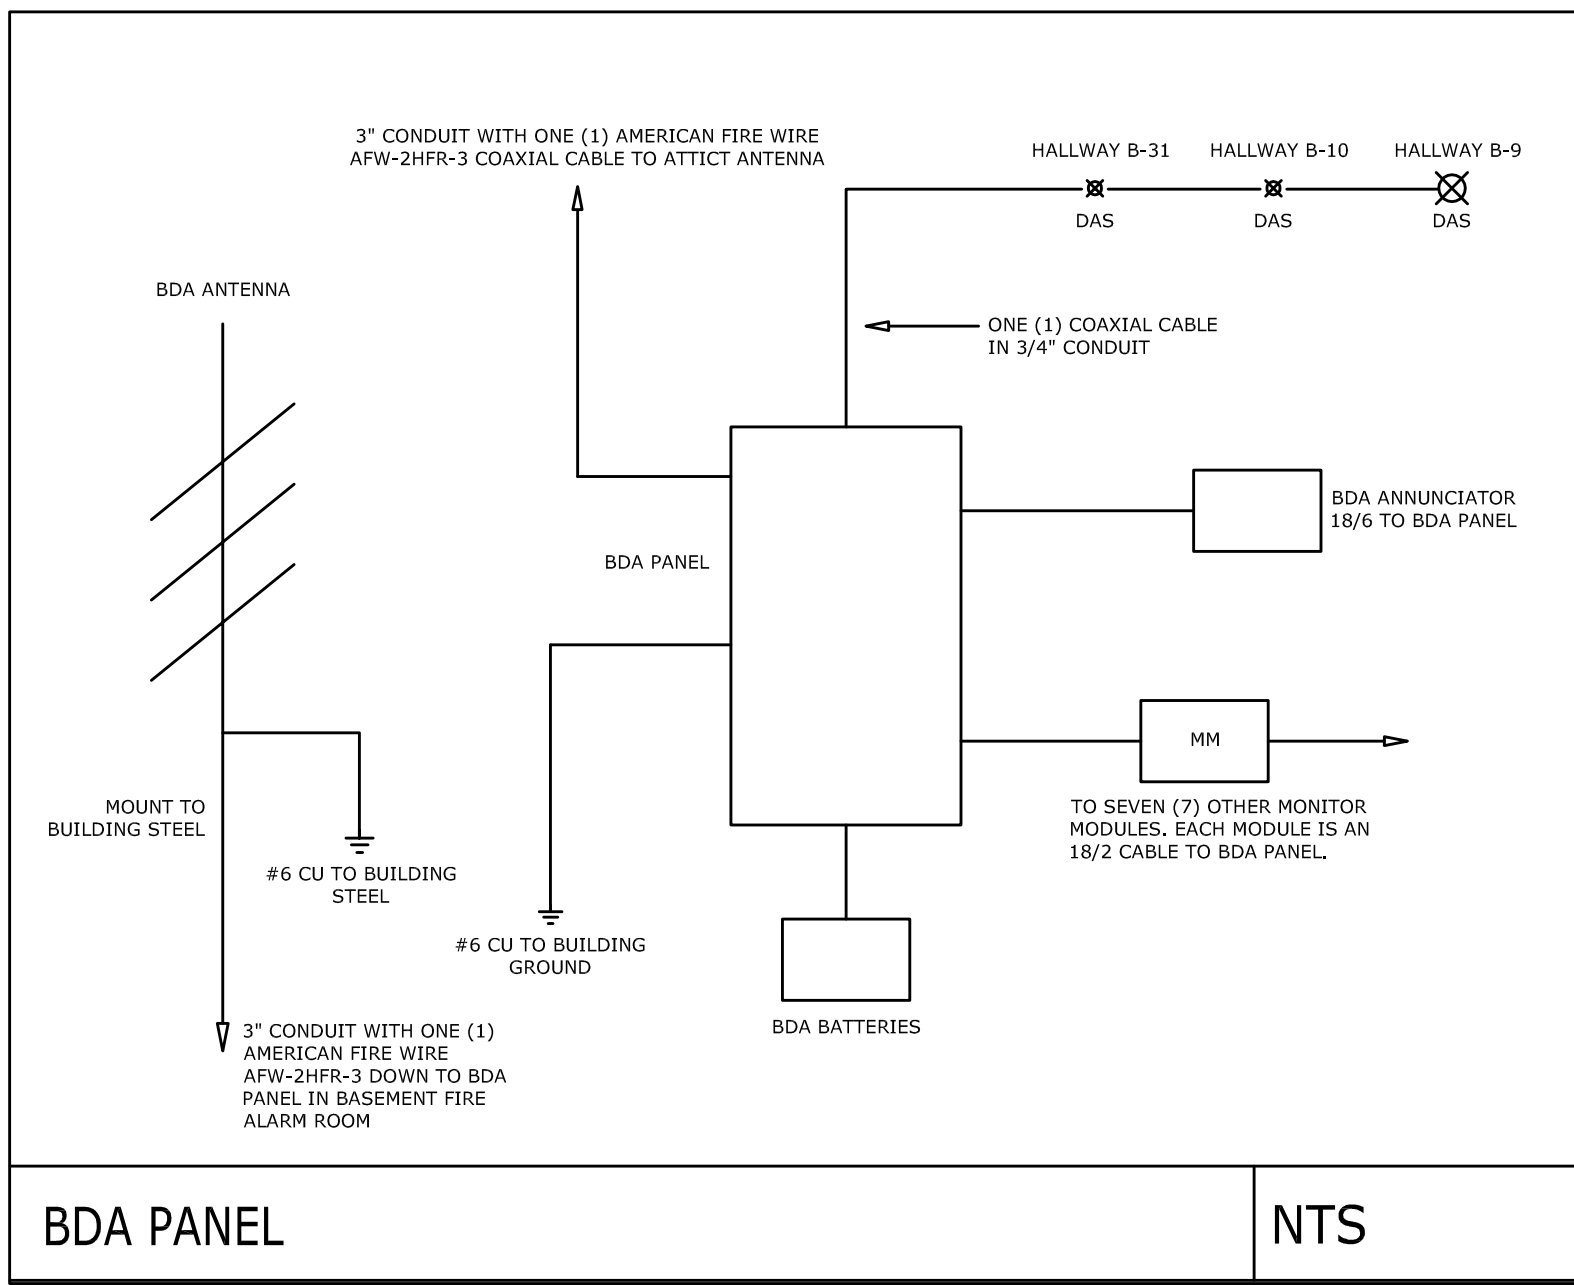 3" CONDUIT WITH ONE (1) AMERICAN FIRE WIRE
AFW-2HFR-3 COAXIAL CABLE TO ATTICT ANTENNA
HALLWAY B-31
HALLWAY B-10
HALLWAY B-9
DAS
DAS
DAS
BDA ANTENNA
ONE (1) COAXIAL CABLE
IN 3/4" CONDUIT
BDA ANNUNCIATOR
18/6 TO BDA PANEL
BDA PANEL
MM
MOUNT TO
BUILDING STEEL
TO SEVEN (7) OTHER MONITOR
MODULES. EACH MODULE IS AN
18/2 CABLE TO BDA PANEL.
#6 CU TO BUILDING
STEEL
#6 CU TO BUILDING
GROUND
BDA BATTERIES
3" CONDUIT WITH ONE (1)
AMERICAN FIRE WIRE
AFW-2HFR-3 DOWN TO BDA
PANEL IN BASEMENT FIRE
ALARM ROOM
BDA PANEL
NTS